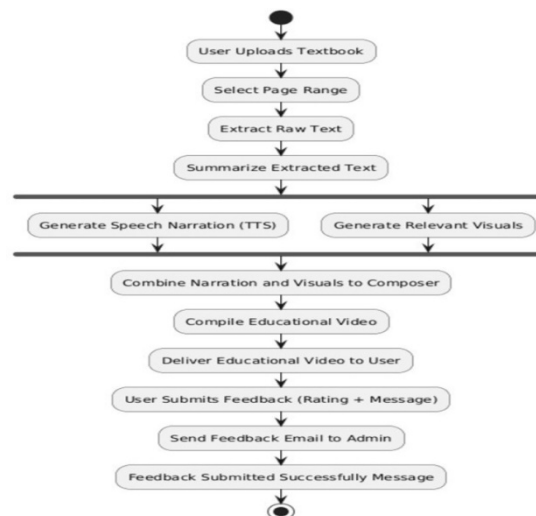 User Uploads Textbook
Select Page Range
Extract Raw Text
Summarize Extracted Text
Generate Speech Narration (TTS)
Generate Relevant Visuals
Combine Narration and Visuals to Composer
Compile Educational Video
Deliver Educational Video to User
User Submits Feedback (Rating + Message)
Send Feedback Email to Admin
Feedback Submitted Successfully Message